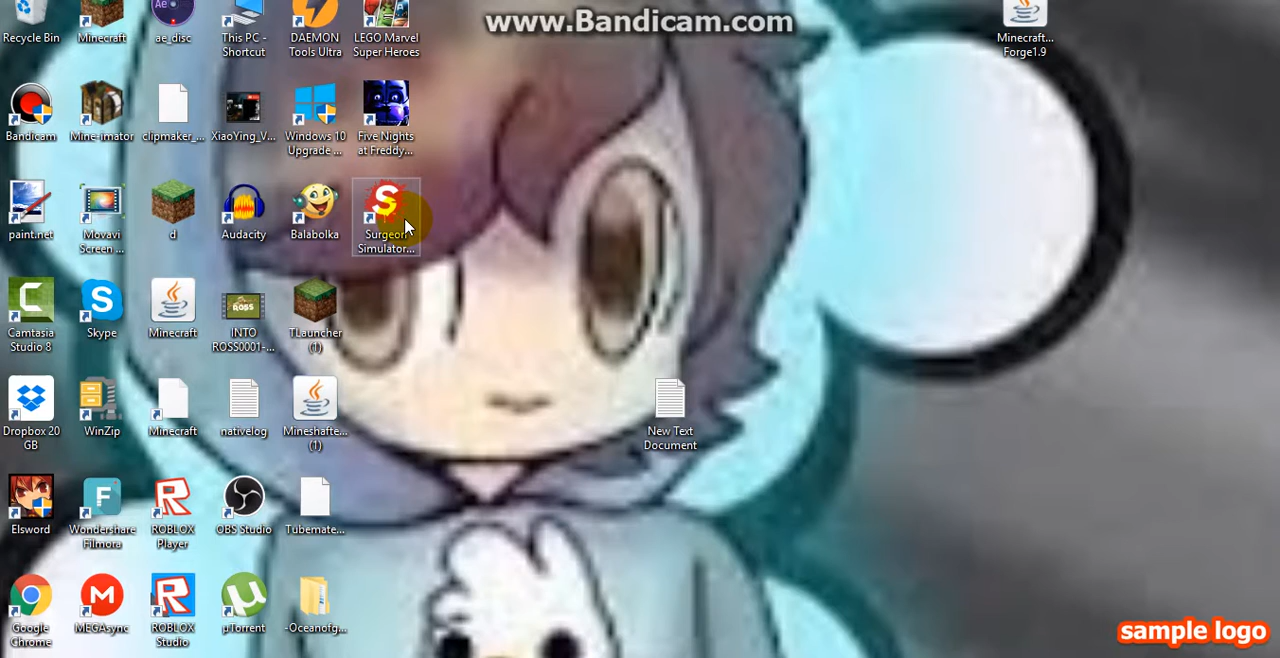 www.Bandicam.com
Recycle Bin
Minecraft
Ae
ae_disc
This PC -
Shortcut
DAEMON
Tools Ultra
LEGO Marvel
Super Heroes
Minecraft...
Forge1.9
Bandicam
Mine-imator
clipmaker_...
XiaoYing_V...
Windows 10
Upgrade ...
Five Nights
at Freddy...
paint.net
Movavi
Screen ...
d
Audacity
Balabolka
S
Surgeon
Simulator...
C
Camtasia
Studio 8
S
Skype
Minecraft
ROSS
INTO
ROSS0001-...
TLauncher
(1)
Dropbox 20
GB
WinZip
Minecraft
nativelog
Mineshafte...
(1)
New Text
Document
Elsword
F
Wondershare
Filmora
R
ROBLOX
Player
OBS Studio
Tubemate...
Google
Chrome
M
MEGAsync
R
ROBLOX
Studio
µ
µTorrent
-Oceanofg...
sample logo